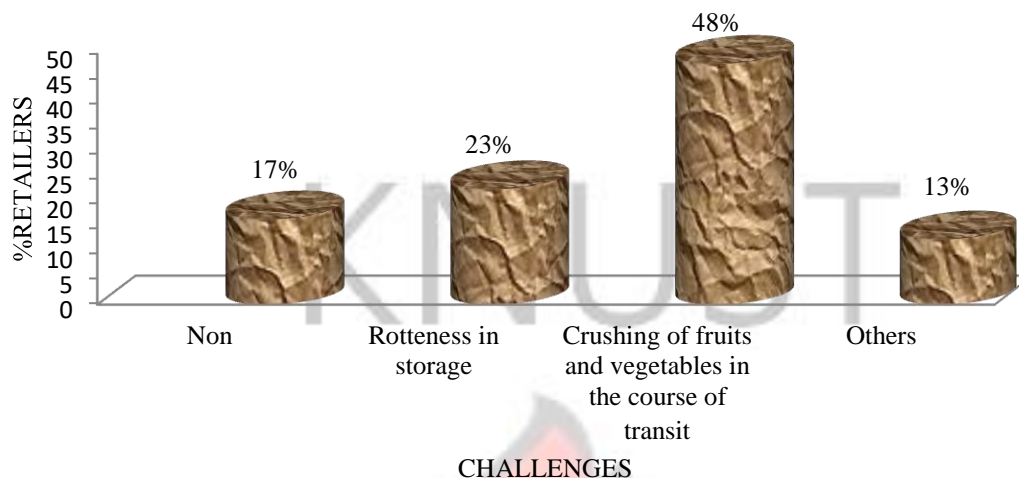 48%
50
45
40
35
30
25
20
15
10
5
0
%RETAILERS
17%
23%
13%
KNUST
Non
Rotteness in
storage
Crushing of fruits
and vegetables in
the course of
transit
Others
CHALLENGES